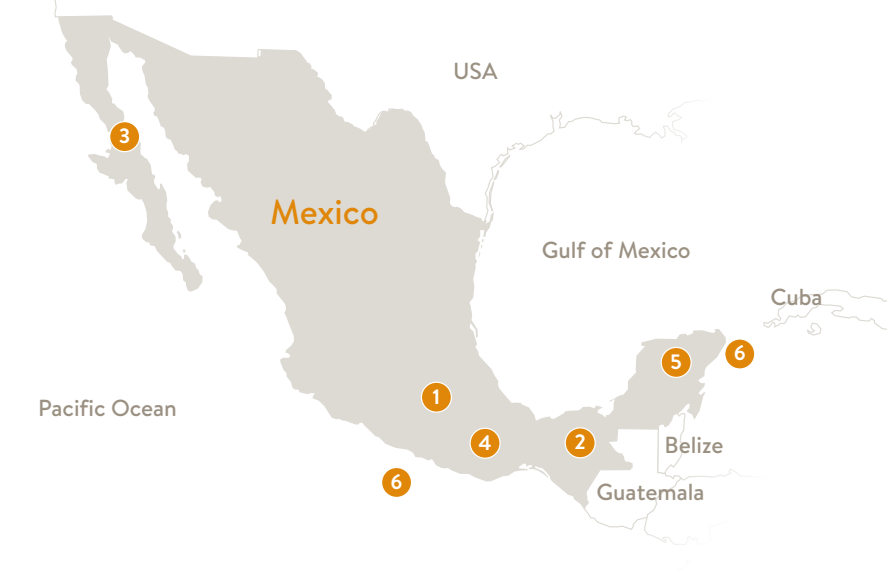 USA
3
Mexico
Gulf of Mexico
Cuba
6
5
1
Pacific Ocean
4
2
Belize
6
Guatemala